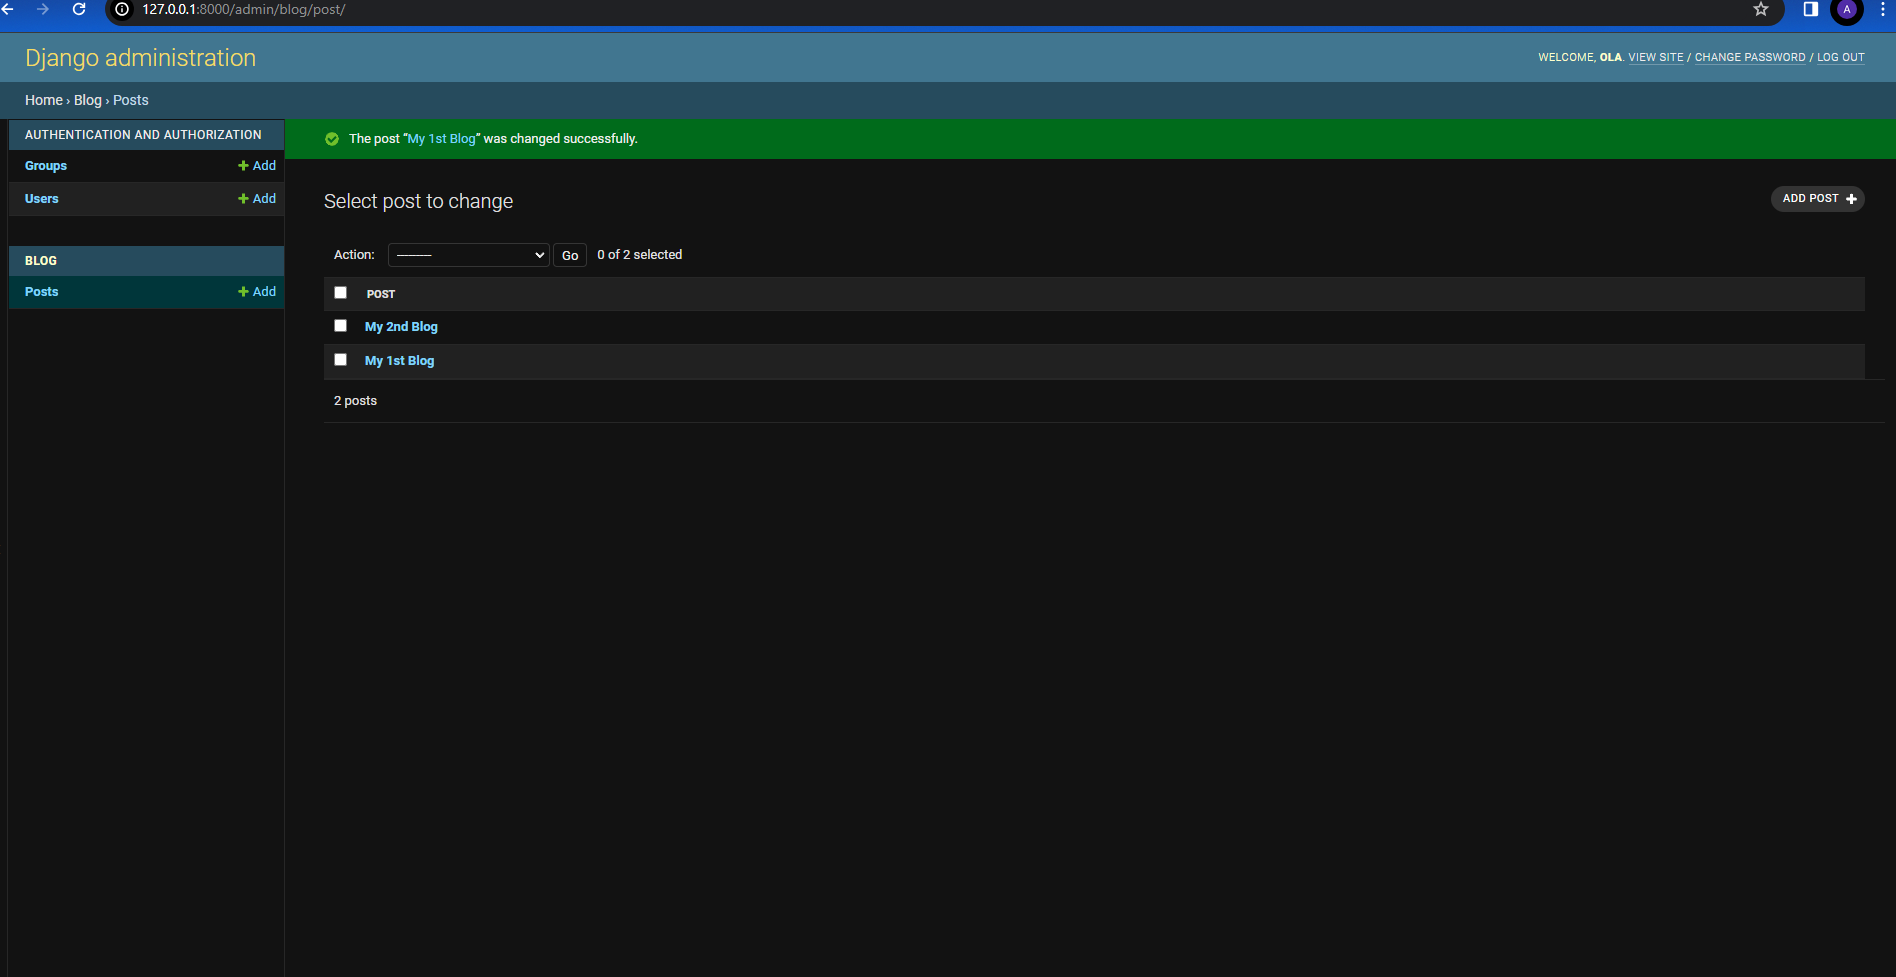 127.0.0.1:8000/admin/blog/post/
A
Django administration
WELCOME, OLA. VIEW SITE / CHANGE PASSWORD / LOG OUT
Home › Blog › Posts
AUTHENTICATION AND AUTHORIZATION
Groups + Add
Users + Add
BLOG
Posts + Add
The post “My 1st Blog” was changed successfully.
Select post to change
ADD POST +
Action: --------- Go 0 of 2 selected
POST
My 2nd Blog
My 1st Blog
2 posts